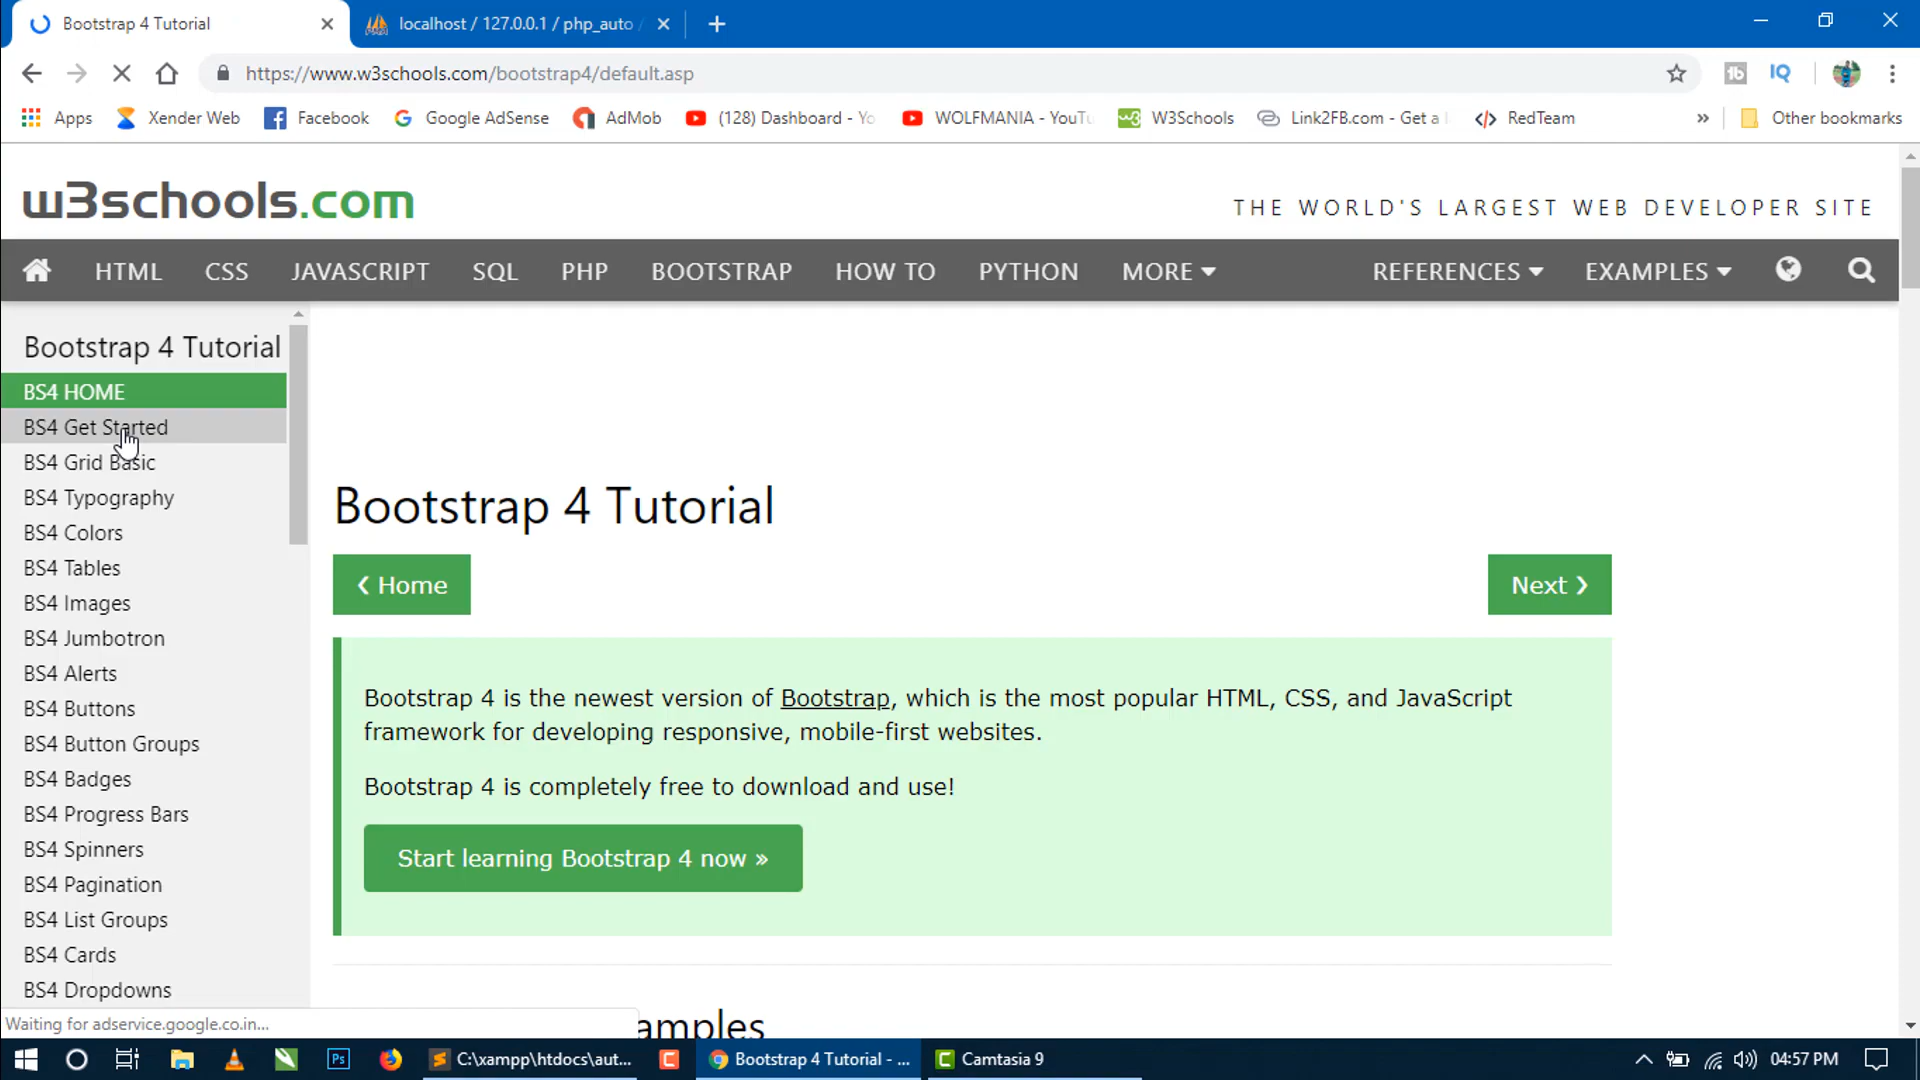 Bootstrap 4 Tutorial
localhost / 127.0.0.1 / php_auto
https://www.w3schools.com/bootstrap4/default.asp
Apps
Xender Web
Facebook
Google AdSense
AdMob
(128) Dashboard - Yo
WOLFMANIA - YouTu
W3Schools
Link2FB.com - Get a
RedTeam
»
Other bookmarks
w3schools.com
THE WORLD'S LARGEST WEB DEVELOPER SITE
HTML CSS JAVASCRIPT SQL PHP BOOTSTRAP HOW TO PYTHON MORE REFERENCES EXAMPLES
Bootstrap 4 Tutorial
BS4 HOME
BS4 Get Started
BS4 Grid Basic
BS4 Typography
BS4 Colors
BS4 Tables
BS4 Images
BS4 Jumbotron
BS4 Alerts
BS4 Buttons
BS4 Button Groups
BS4 Badges
BS4 Progress Bars
BS4 Spinners
BS4 Pagination
BS4 List Groups
BS4 Cards
BS4 Dropdowns
Bootstrap 4 Tutorial
❮ Home
Next ❯
Bootstrap 4 is the newest version of Bootstrap, which is the most popular HTML, CSS, and JavaScript
framework for developing responsive, mobile-first websites.
Bootstrap 4 is completely free to download and use!
Start learning Bootstrap 4 now »
amples
Waiting for adservice.google.co.in...
Ps
C:\xampp\htdocs\aut...
Bootstrap 4 Tutorial - ...
Camtasia 9
04:57 PM